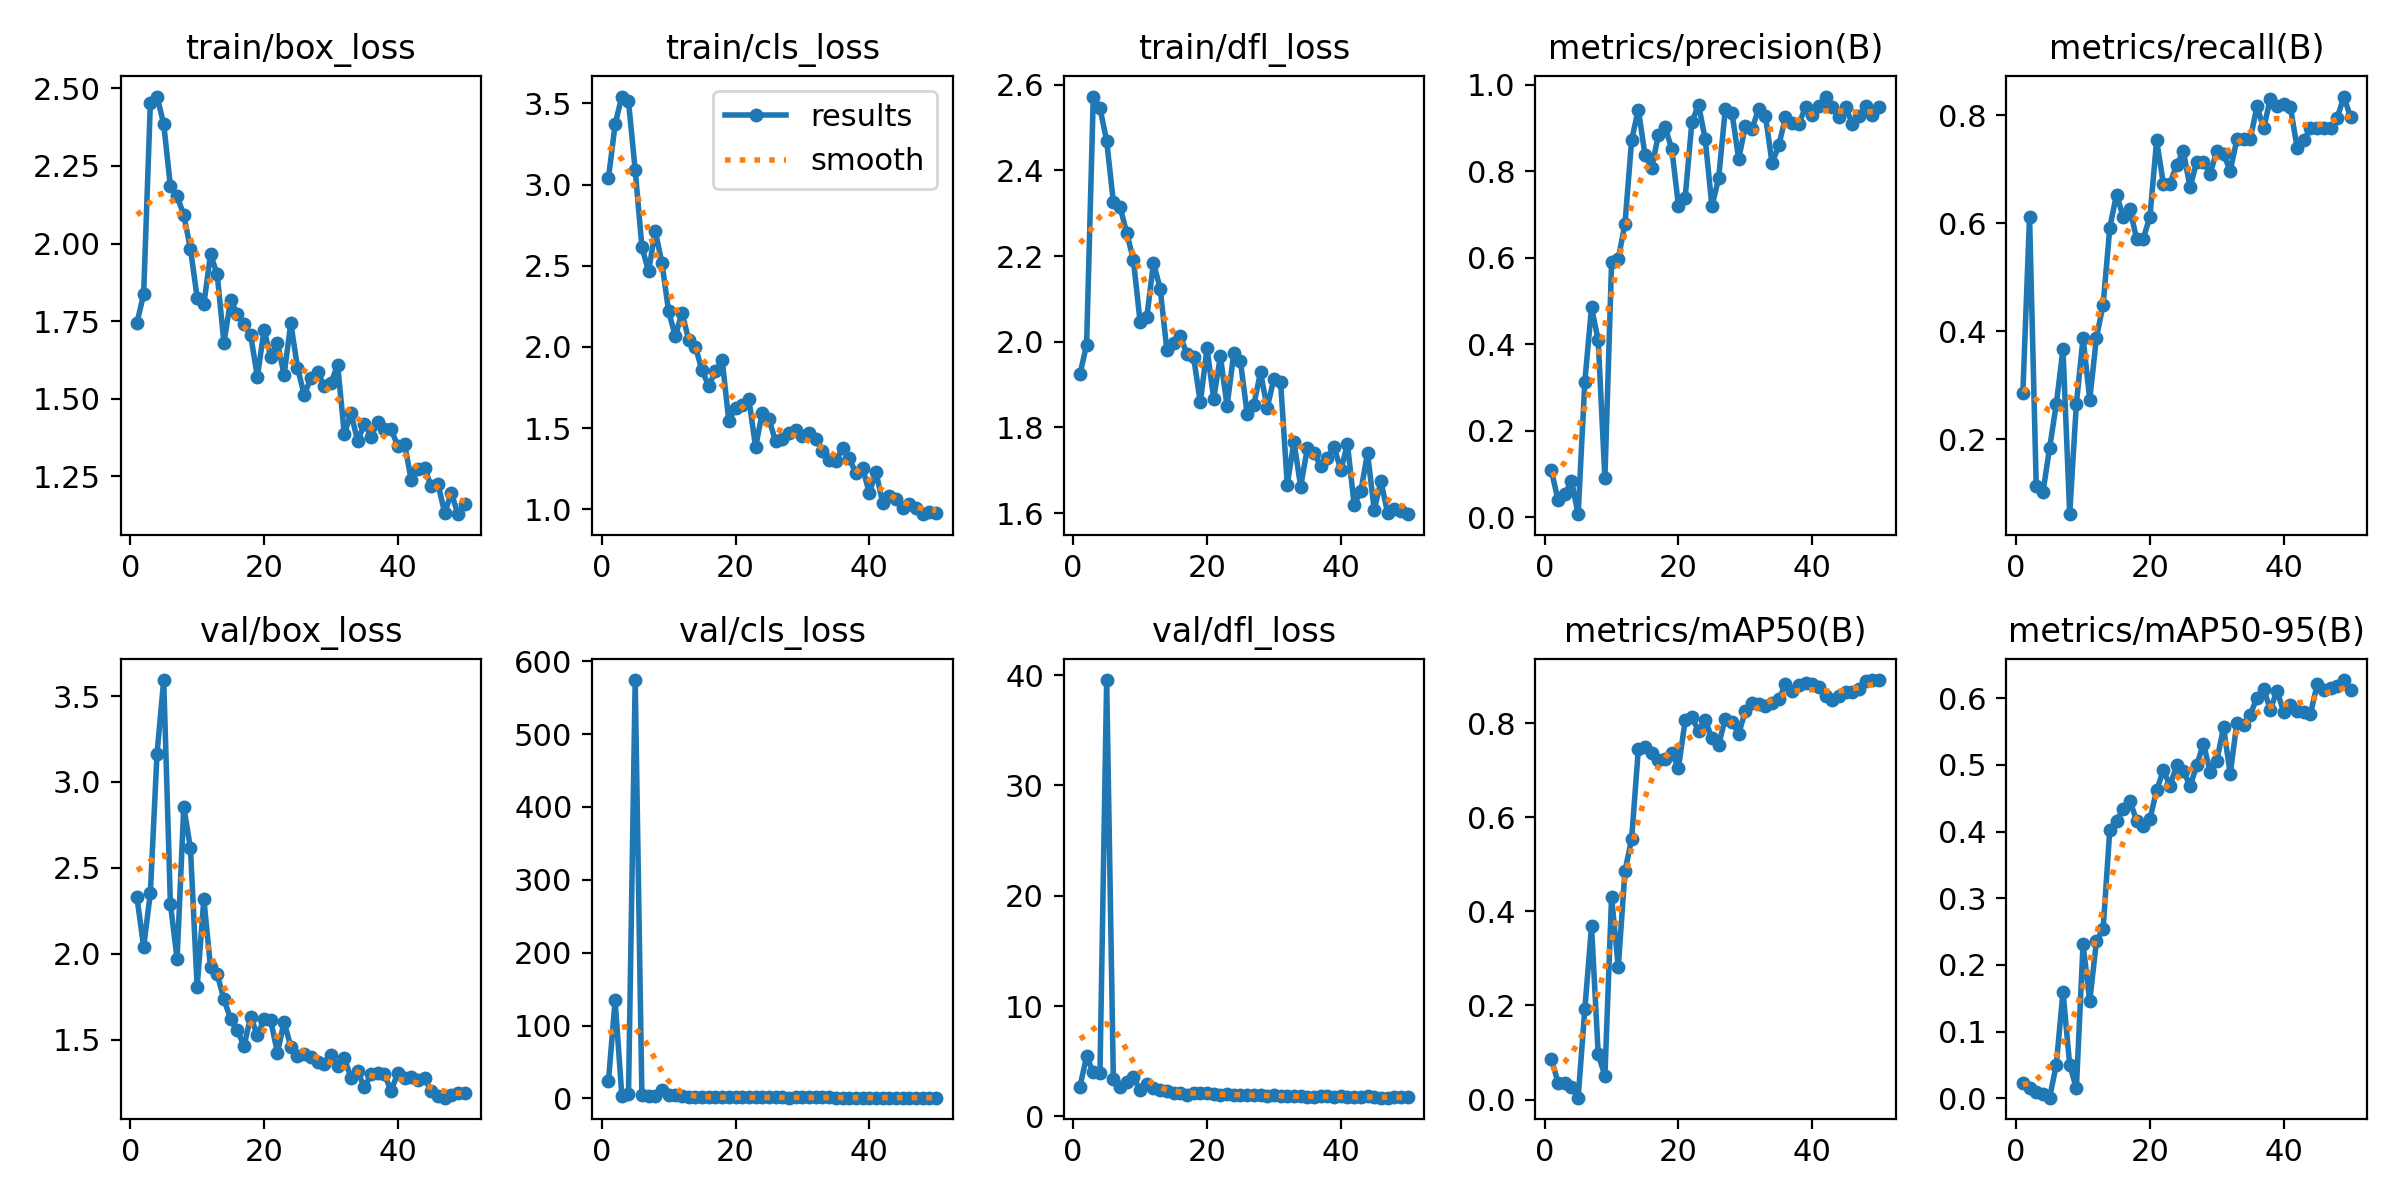 train/box_loss
2.50
2.25
2.00
1.75
1.50
1.25
0 20 40
train/cls_loss
results
smooth
3.5
3.0
2.5
2.0
1.5
1.0
0 20 40
train/dfl_loss
2.6
2.4
2.2
2.0
1.8
1.6
0 20 40
metrics/precision(B)
1.0
0.8
0.6
0.4
0.2
0.0
0 20 40
metrics/recall(B)
0.8
0.6
0.4
0.2
0 20 40
val/box_loss
3.5
3.0
2.5
2.0
1.5
0 20 40
val/cls_loss
600
500
400
300
200
100
0
0 20 40
val/dfl_loss
40
30
20
10
0
0 20 40
metrics/mAP50(B)
0.8
0.6
0.4
0.2
0.0
0 20 40
metrics/mAP50-95(B)
0.6
0.5
0.4
0.3
0.2
0.1
0.0
0 20 40